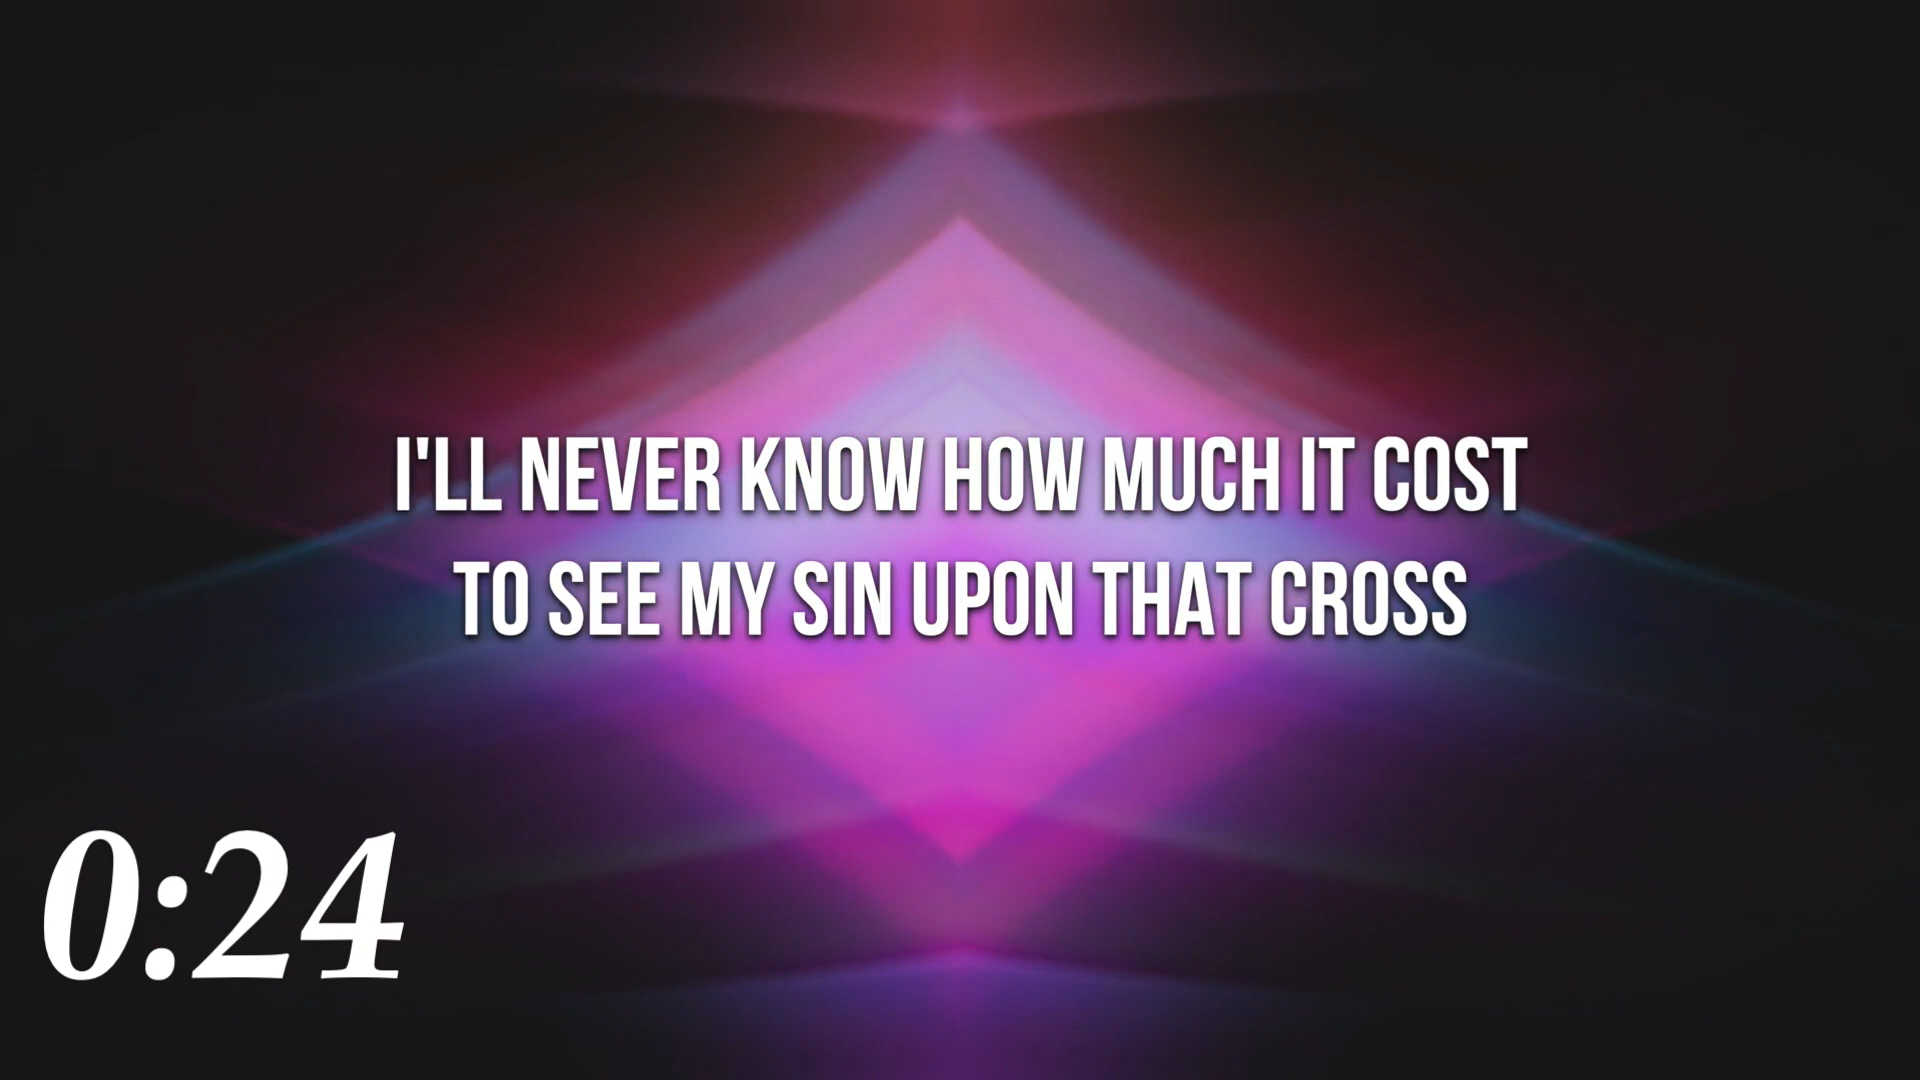 I'LL NEVER KNOW HOW MUCH IT COST
TO SEE MY SIN UPON THAT CROSS
0:24